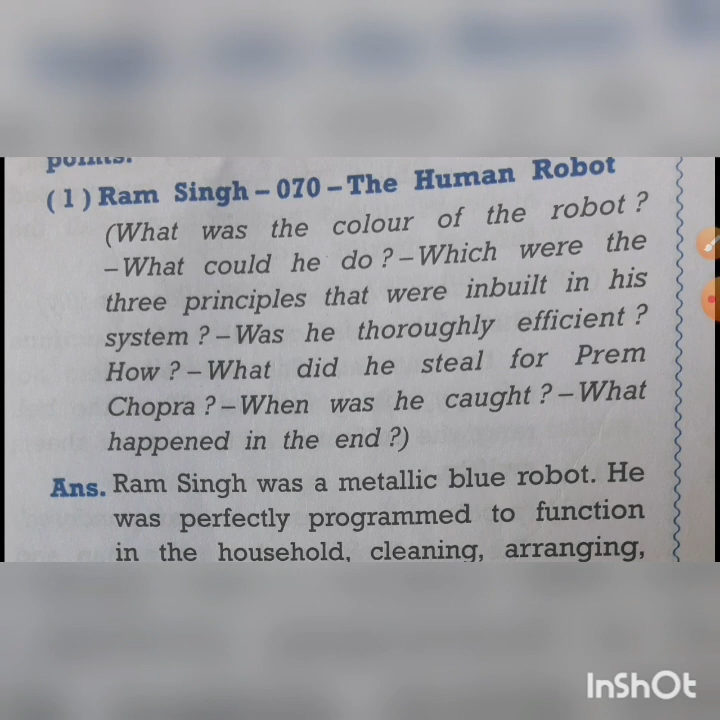 points.
(1) Ram Singh – 070 – The Human Robot
(What was the colour of the robot ?
– What could he do ? – Which were the
three principles that were inbuilt in his
system ? – Was he thoroughly efficient ?
How ? – What did he steal for Prem
Chopra ? – When was he caught ? – What
happened in the end ?)
Ans. Ram Singh was a metallic blue robot. He
was perfectly programmed to function
in the household, cleaning, arranging,
InShOt